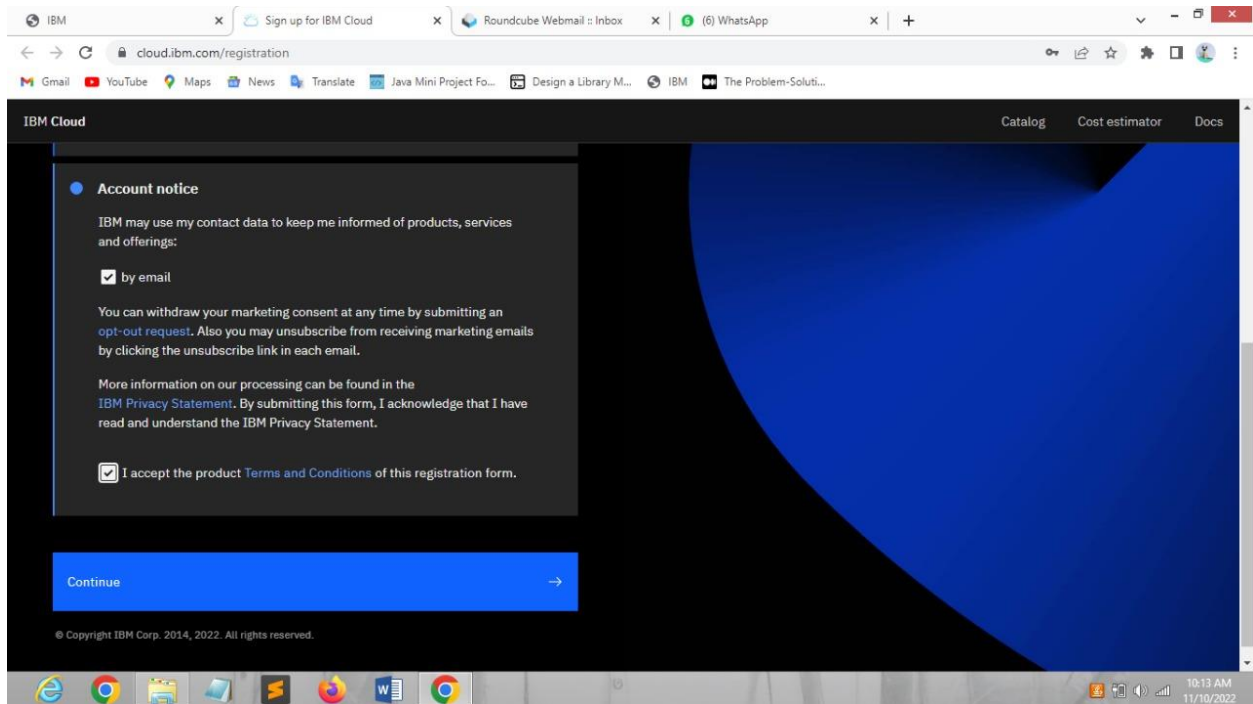 IBM
Sign up for IBM Cloud
Roundcube Webmail :: Inbox
(6) WhatsApp
cloud.ibm.com/registration
Gmail
YouTube
Maps
News
Translate
Java Mini Project Fo...
Design a Library M...
IBM
The Problem-Soluti...
IBM Cloud
Catalog
Cost estimator
Docs
Account notice
IBM may use my contact data to keep me informed of products, services
and offerings:
by email
You can withdraw your marketing consent at any time by submitting an
opt-out request. Also you may unsubscribe from receiving marketing emails
by clicking the unsubscribe link in each email.
More information on our processing can be found in the
IBM Privacy Statement. By submitting this form, I acknowledge that I have
read and understand the IBM Privacy Statement.
I accept the product Terms and Conditions of this registration form.
Continue
© Copyright IBM Corp. 2014, 2022. All rights reserved.
10:13 AM
11/10/2022